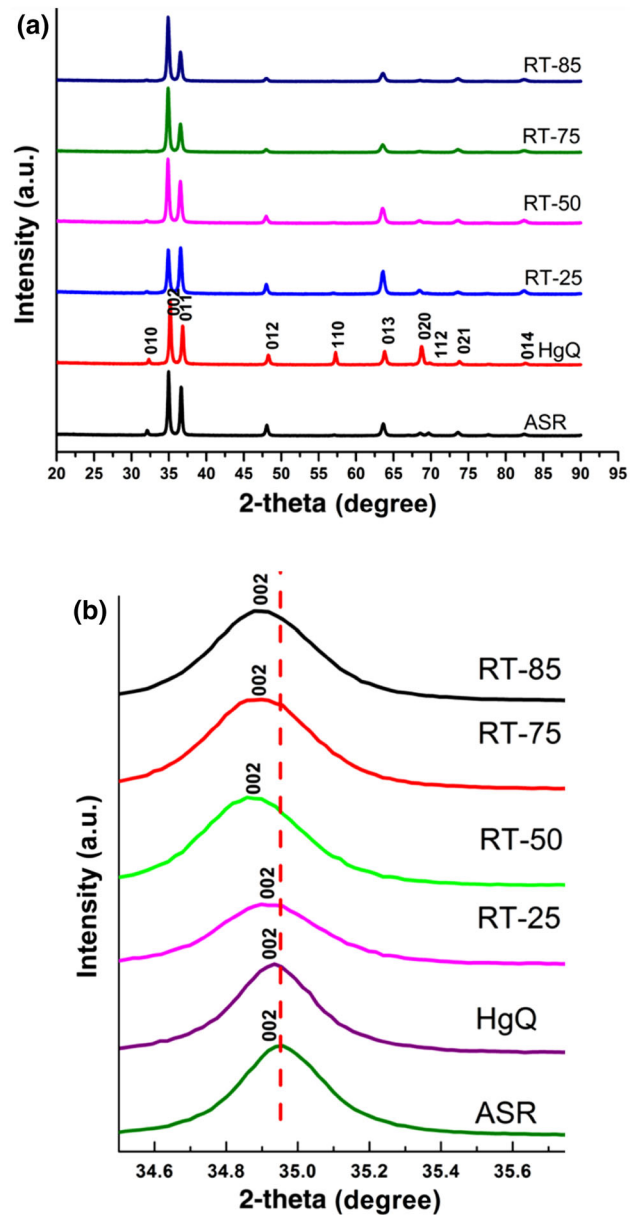 (a)
RT-85
RT-75
RT-50
RT-25
HgQ
010
002
011
012
110
013
020
112
021
014
ASR
Intensity (a.u.)
20 25 30 35 40 45 50 55 60 65 70 75 80 85 90 95
2-theta (degree)
(b)
002
RT-85
002
RT-75
002
RT-50
002
RT-25
002
HgQ
002
ASR
Intensity (a.u.)
34.6 34.8 35.0 35.2 35.4 35.6
2-theta (degree)